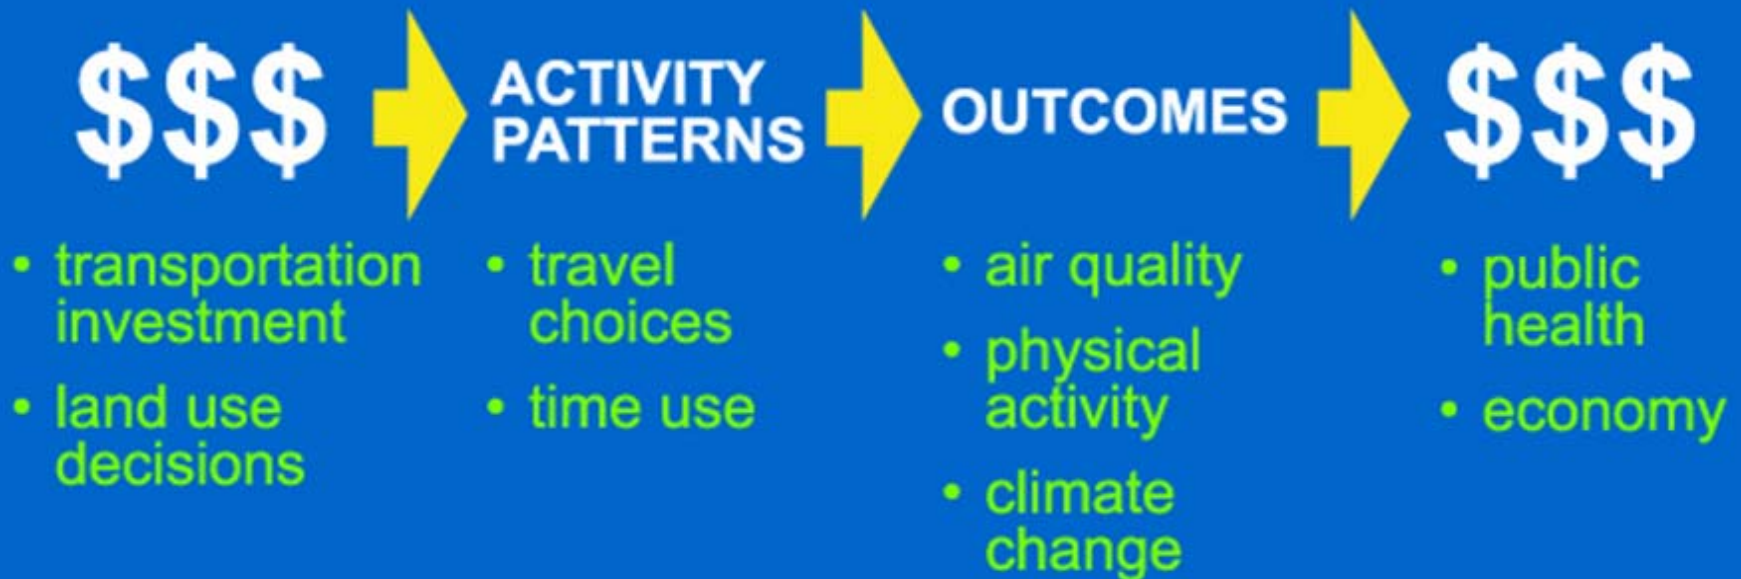 $$$
ACTIVITY
PATTERNS
OUTCOMES
$$$
• transportation
investment
• land use
decisions
• travel
choices
• time use
• air quality
• physical
activity
• climate
change
• public
health
• economy